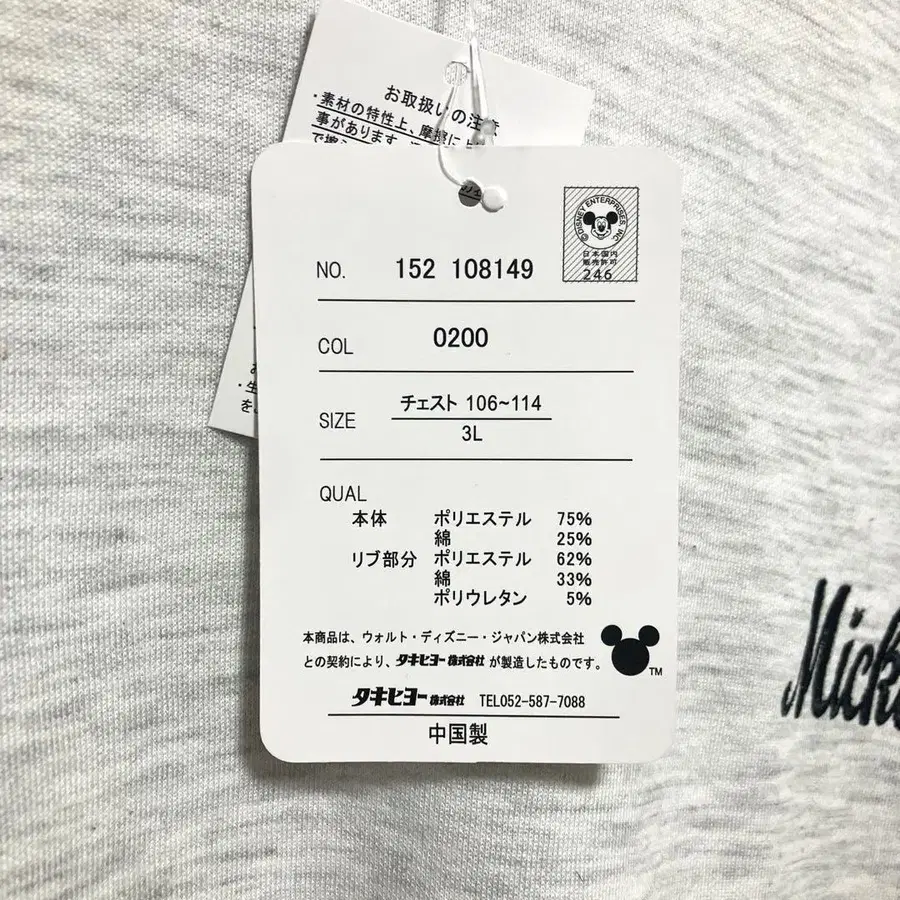 お取扱いの注意
・素材の特性上、摩擦によ
事があります。
NO. 152 108149
©DISNEY ENTERPRISES, INC.
日本国内
販売許可
246
COL 0200
SIZE チェスト 106~114
3L
QUAL
本体 ポリエステル 75%
綿 25%
リブ部分 ポリエステル 62%
綿 33%
ポリウレタン 5%
本商品は、ウォルト・ディズニー・ジャパン株式会社
との契約により、タキヒヨー株式会社が製造したものです。
TM
タキヒヨー株式会社 TEL052-587-7088
中国製
Mick